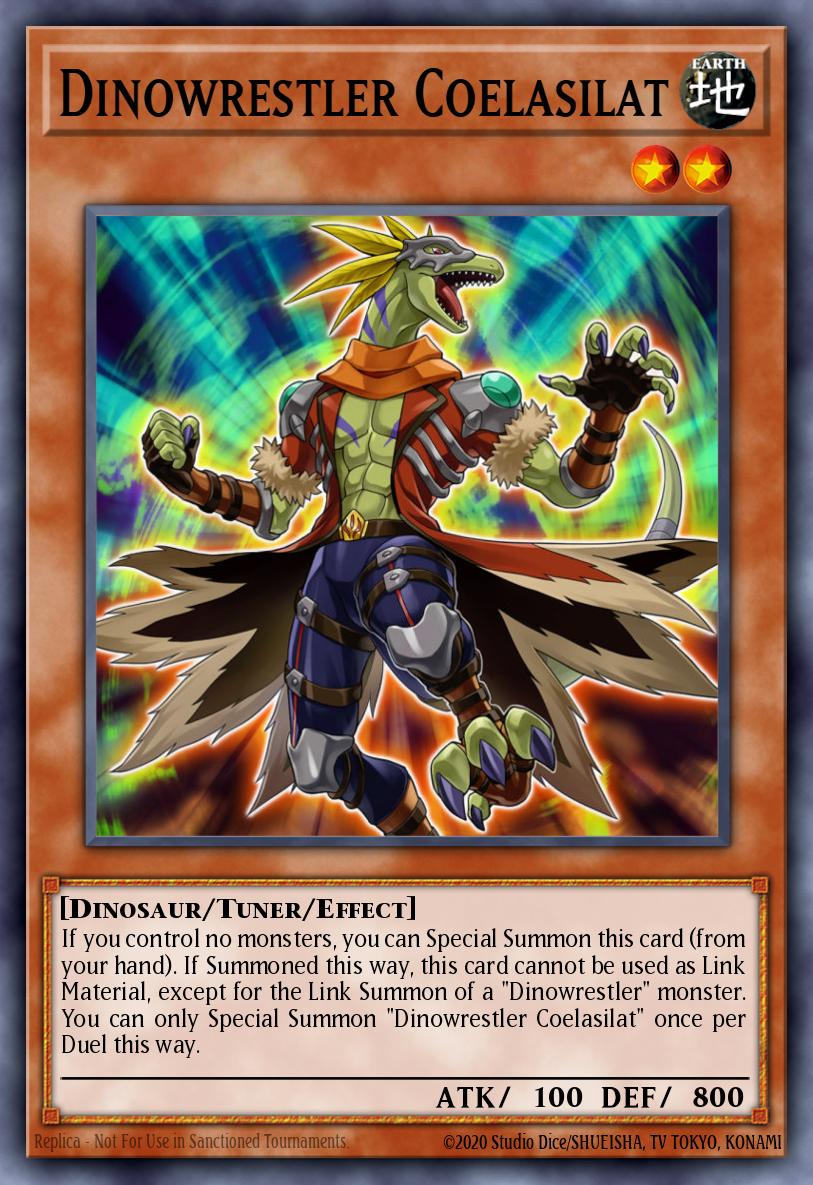 Dinowrestler Coelasilat
EARTH
地
[Dinosaur/Tuner/Effect]
If you control no monsters, you can Special Summon this card (from
your hand). If Summoned this way, this card cannot be used as Link
Material, except for the Link Summon of a "Dinowrestler" monster.
You can only Special Summon "Dinowrestler Coelasilat" once per
Duel this way.
ATK/ 100 DEF/ 800
Replica - Not For Use in Sanctioned Tournaments.
©2020 Studio Dice/SHUEISHA, TV TOKYO, KONAMI